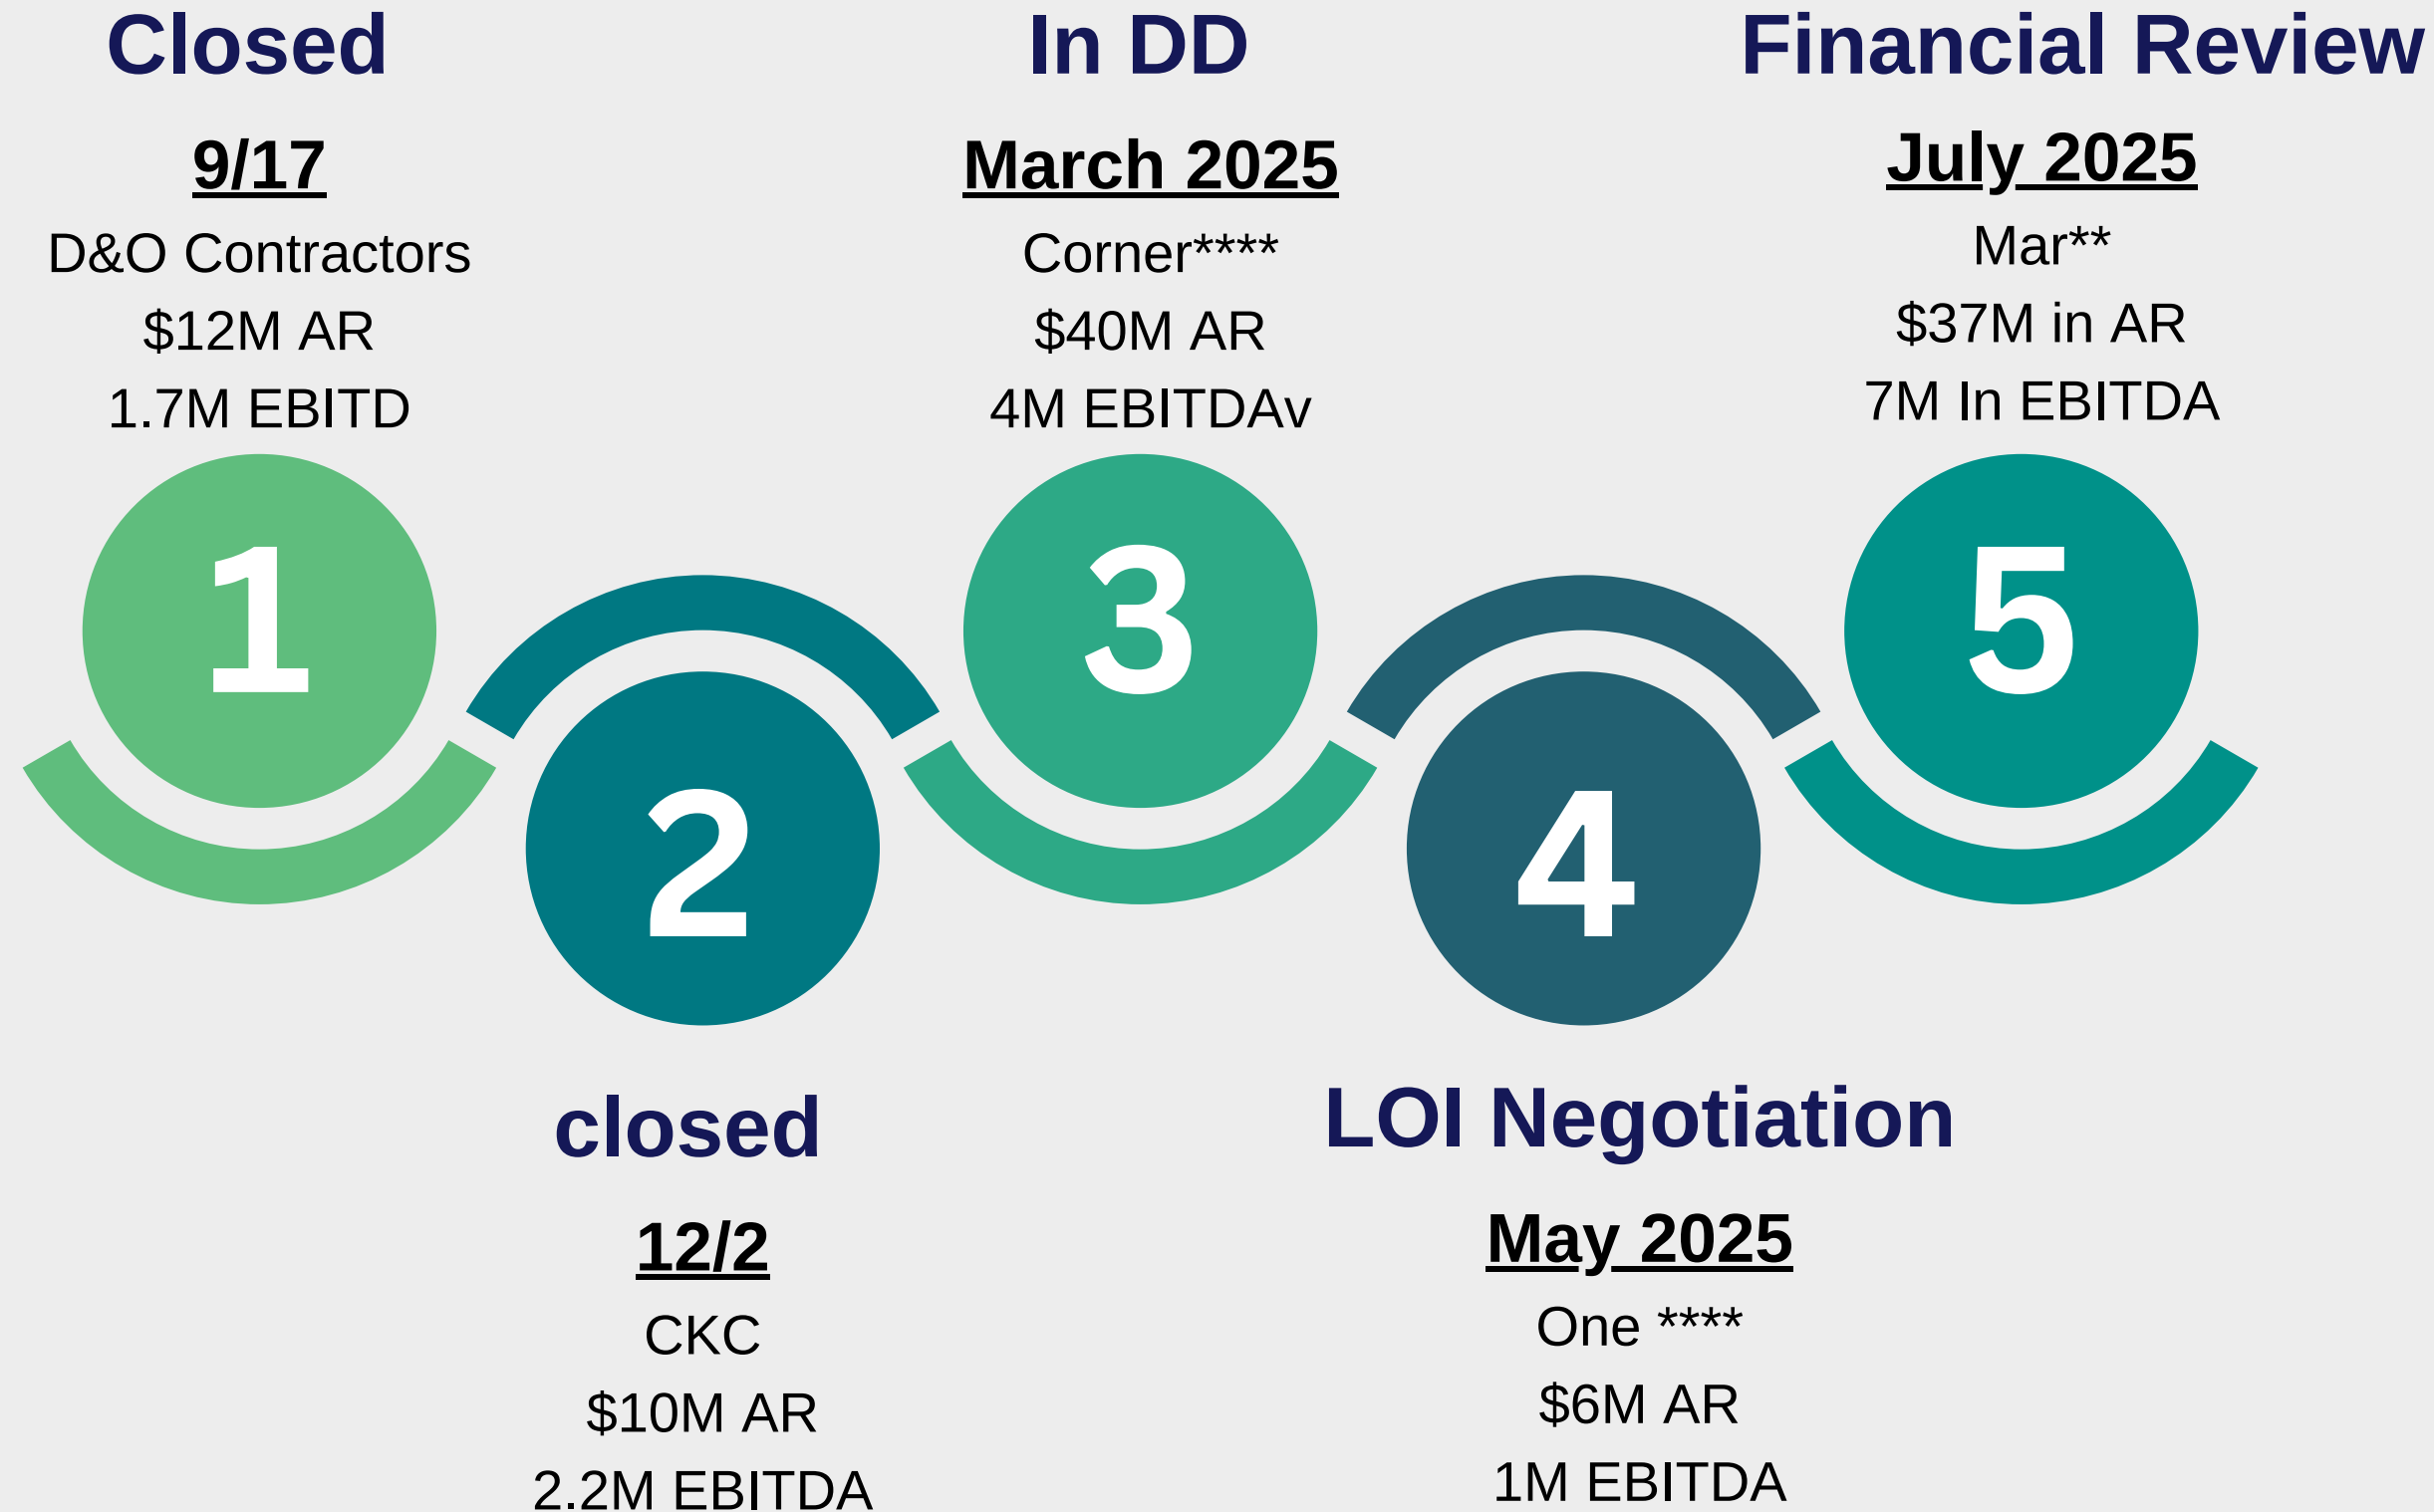 Closed
9/17
D&O Contractors
$12M AR
1.7M EBITD
1
closed
12/2
CKC
$10M AR
2.2M EBITDA
2
In DD
March 2025
Corner****
$40M AR
4M EBITDAv
3
LOI Negotiation
May 2025
One ****
$6M AR
1M EBITDA
4
Financial Review
July 2025
Mar**
$37M in AR
7M In EBITDA
5